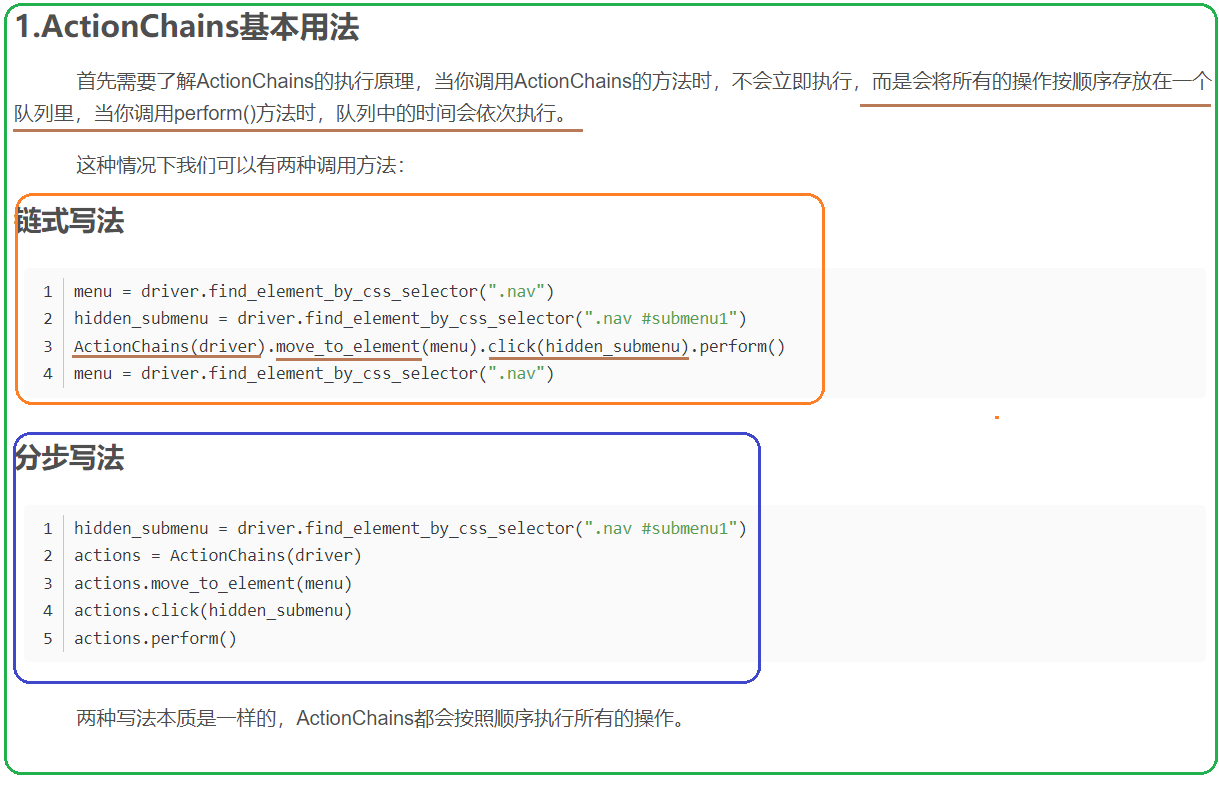 1.ActionChains基本用法
首先需要了解ActionChains的执行原理，当你调用ActionChains的方法时，不会立即执行，而是会将所有的操作按顺序存放在一个
队列里，当你调用perform()方法时，队列中的时间会依次执行。
这种情况下我们可以有两种调用方法：
链式写法
1 menu = driver.find_element_by_css_selector(".nav")
2 hidden_submenu = driver.find_element_by_css_selector(".nav #submenu1")
3 ActionChains(driver).move_to_element(menu).click(hidden_submenu).perform()
4 menu = driver.find_element_by_css_selector(".nav")
分步写法
1 hidden_submenu = driver.find_element_by_css_selector(".nav #submenu1")
2 actions = ActionChains(driver)
3 actions.move_to_element(menu)
4 actions.click(hidden_submenu)
5 actions.perform()
两种写法本质是一样的，ActionChains都会按照顺序执行所有的操作。